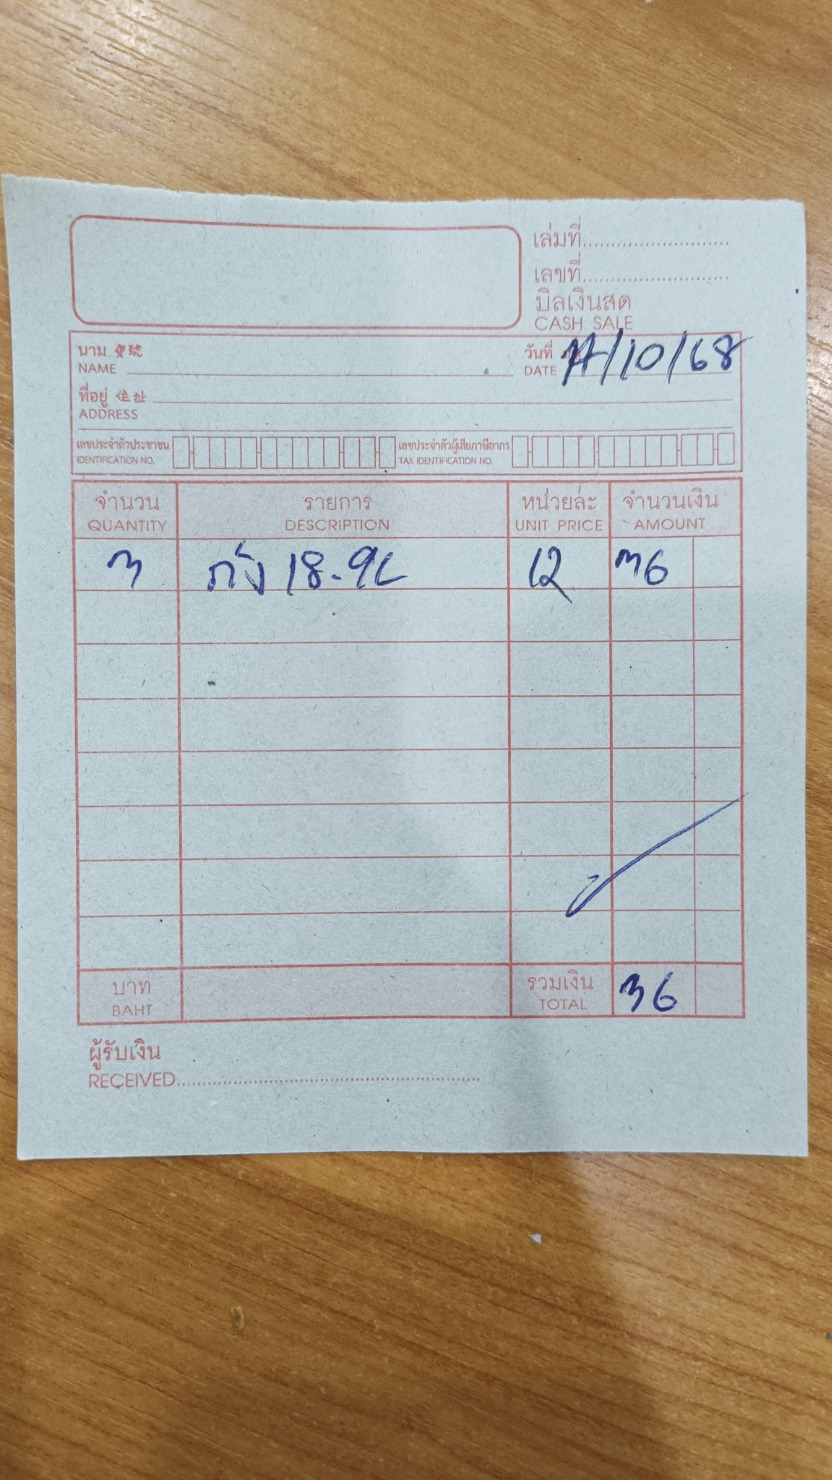 เล่มที่
เลขที่
บิลเงินสด
CASH SALE
นาม 寶號
NAME
วันที่
DATE /10/68
ที่อยู่ 住址
ADDRESS
เลขประจำตัวประชาชน
IDENTIFICATION NO.
เลขประจำตัวผู้เสียภาษีอากร
TAX IDENTIFICATION NO.
จำนวน รายการ หน่วยละ จำนวนเงิน
QUANTITY DESCRIPTION UNIT PRICE AMOUNT
3 ถัง 18.9L 12 36
บาท รวมเงิน 36
BAHT TOTAL
ผู้รับเงิน
RECEIVED